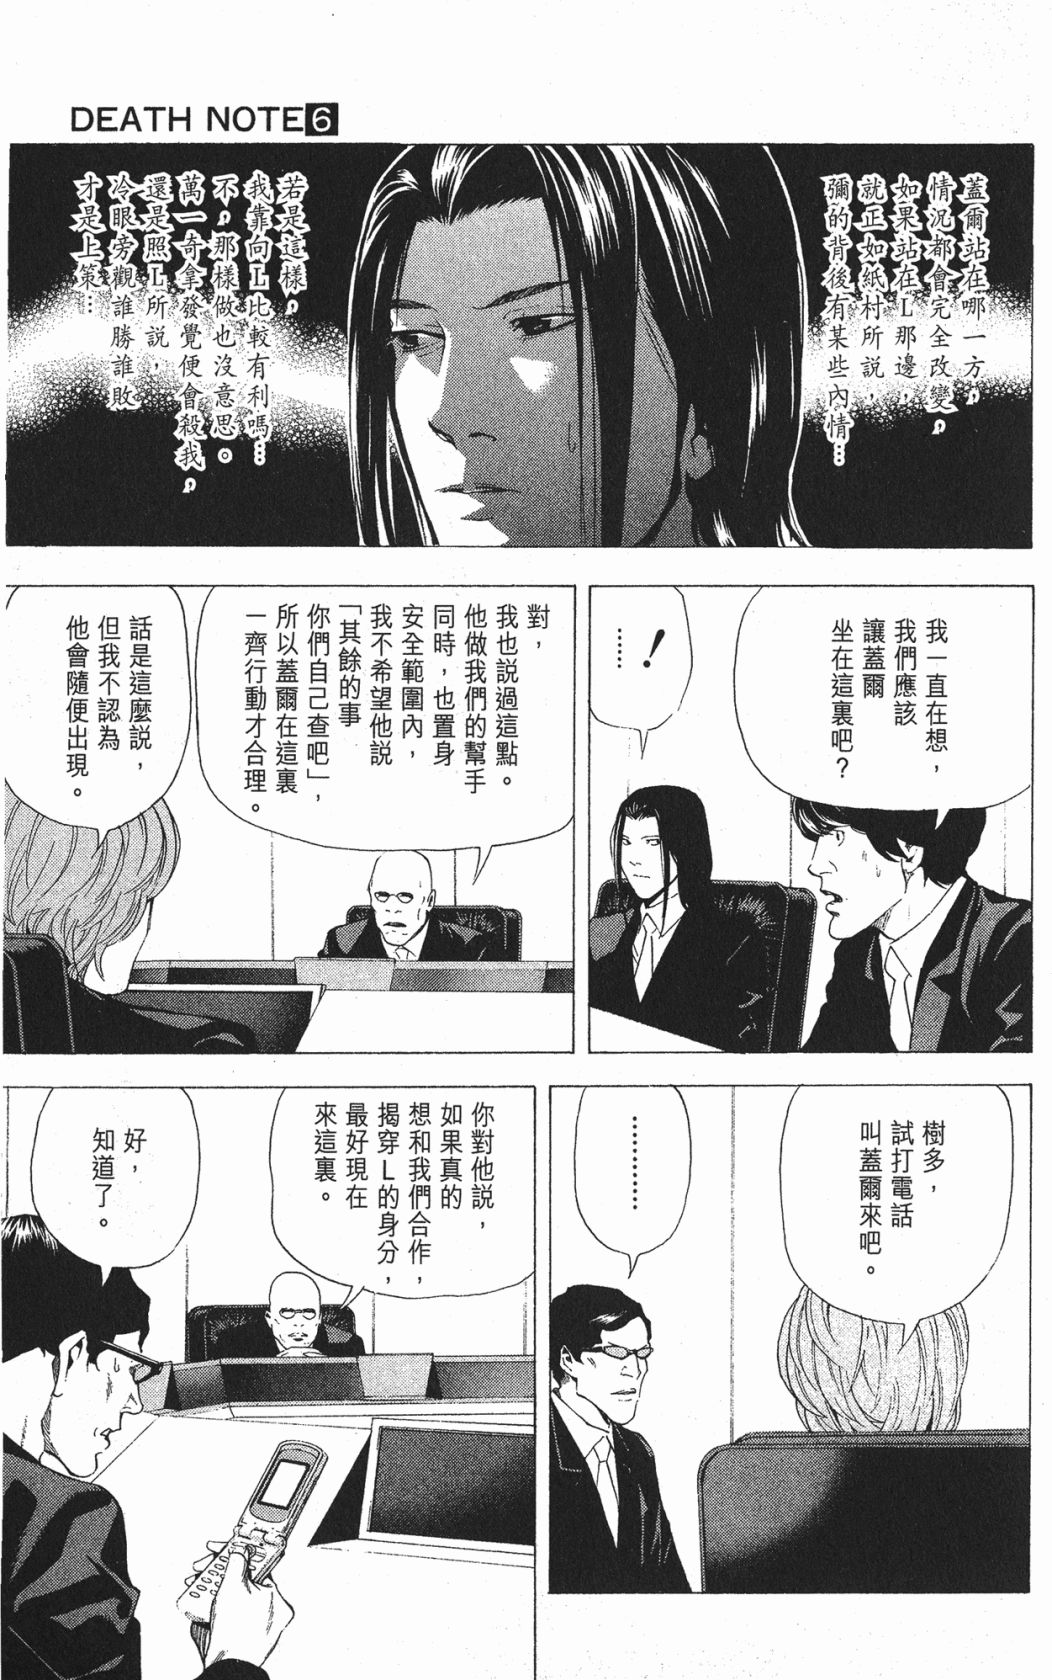 DEATH NOTE6
蓋爾站在哪一方，
情況都會完全改變，
如果站在L那邊，
就正如紙村所説，
彌的背後有某些內情…
若是這樣，
我靠向L比較有利嗎…
不，那樣做也沒意思。
萬一奇拿發覺便會殺我，
還是照L所説，
冷眼旁觀誰勝誰敗
才是上策…
我一直在想，
我們應該
讓蓋爾
坐在這裏吧？
！
……
對，
我也説過這點。
他做我們的幫手
同時，也置身
安全範圍內，
我不希望他説
「其餘的事
你們自己查吧」，
所以蓋爾在這裏
一齊行動才合理。
話是這麼説，
但我不認為
他會隨便出現。
樹多，
試打電話
叫蓋爾來吧。
…………
你對他説，
如果真的
想和我們合作，
揭穿L的身分，
最好現在
來這裏。
好，
知道了。